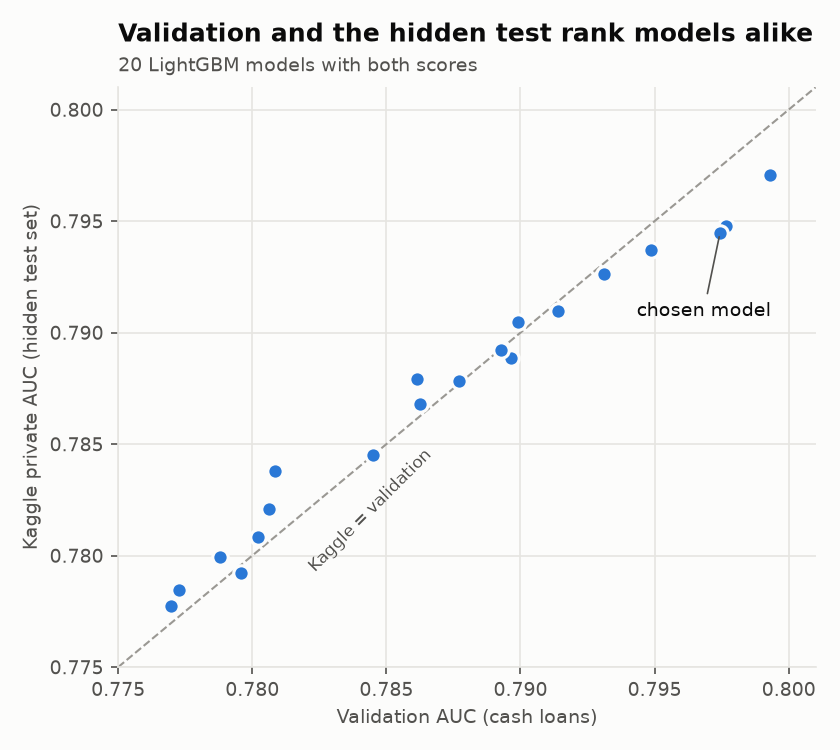 Validation and the hidden test rank models alike
20 LightGBM models with both scores
Kaggle private AUC (hidden test set)
0.800
0.795
0.790
0.785
0.780
0.775
chosen model
Kaggle = validation
0.775 0.780 0.785 0.790 0.795 0.800
Validation AUC (cash loans)